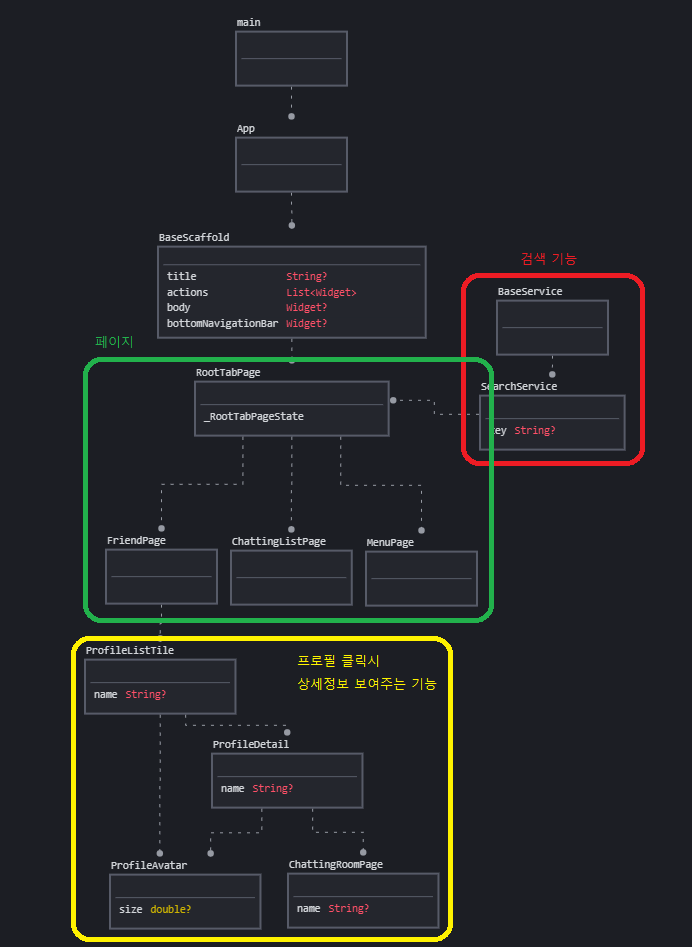 main
App
BaseScaffold
title String?
actions List<Widget>
body Widget?
bottomNavigationBar Widget?
검색 기능
BaseService
SearchService
key String?
페이지
RootTabPage
_RootTabPageState
FriendPage
ChattingListPage
MenuPage
ProfileListTile
name String?
프로필 클릭시
상세정보 보여주는 기능
ProfileDetail
name String?
ProfileAvatar
size double?
ChattingRoomPage
name String?